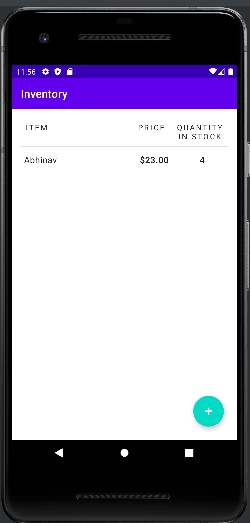 11:56
Inventory
ITEM PRICE QUANTITY
IN STOCK
Abhinav $23.00 4
+